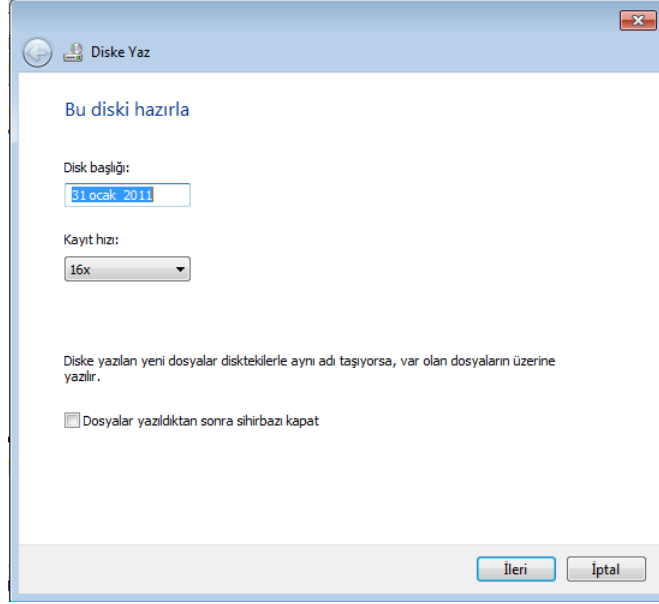 Diske Yaz
Bu diski hazırla
Disk başlığı:
31 ocak 2011
Kayıt hızı:
16x
Diske yazılan yeni dosyalar disktekilerle aynı adı taşıyorsa, var olan dosyaların üzerine
yazılır.
Dosyalar yazıldıktan sonra sihirbazı kapat
İleri
İptal